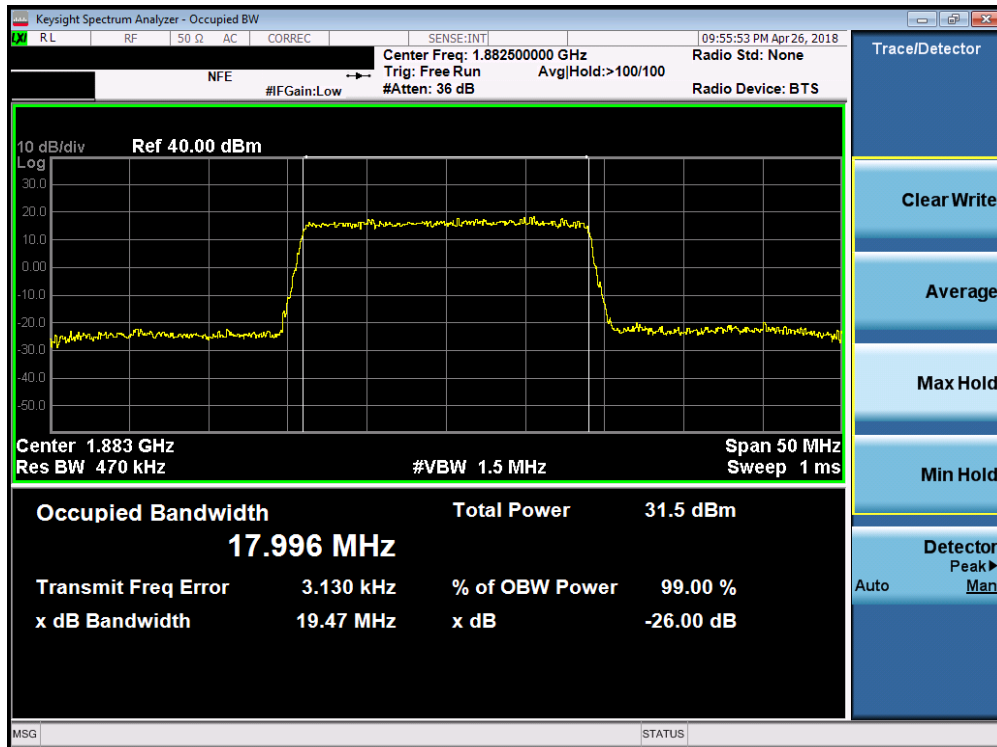 Keysight Spectrum Analyzer - Occupied BW
LXI RL RF 50 Ω AC CORREC SENSE:INT 09:55:53 PM Apr 26, 2018
Center Freq: 1.882500000 GHz Radio Std: None
NFE Trig: Free Run Avg|Hold:>100/100
#IFGain:Low #Atten: 36 dB Radio Device: BTS
Trace/Detector
10 dB/div Ref 40.00 dBm
Log
30.0
20.0
10.0
0.00
-10.0
-20.0
-30.0
-40.0
-50.0
Center 1.883 GHz Span 50 MHz
Res BW 470 kHz #VBW 1.5 MHz Sweep 1 ms
Occupied Bandwidth Total Power 31.5 dBm
17.996 MHz
Transmit Freq Error 3.130 kHz % of OBW Power 99.00 %
x dB Bandwidth 19.47 MHz x dB -26.00 dB
Clear Write
Average
Max Hold
Min Hold
Detector
Peak▶
Auto Man
MSG STATUS